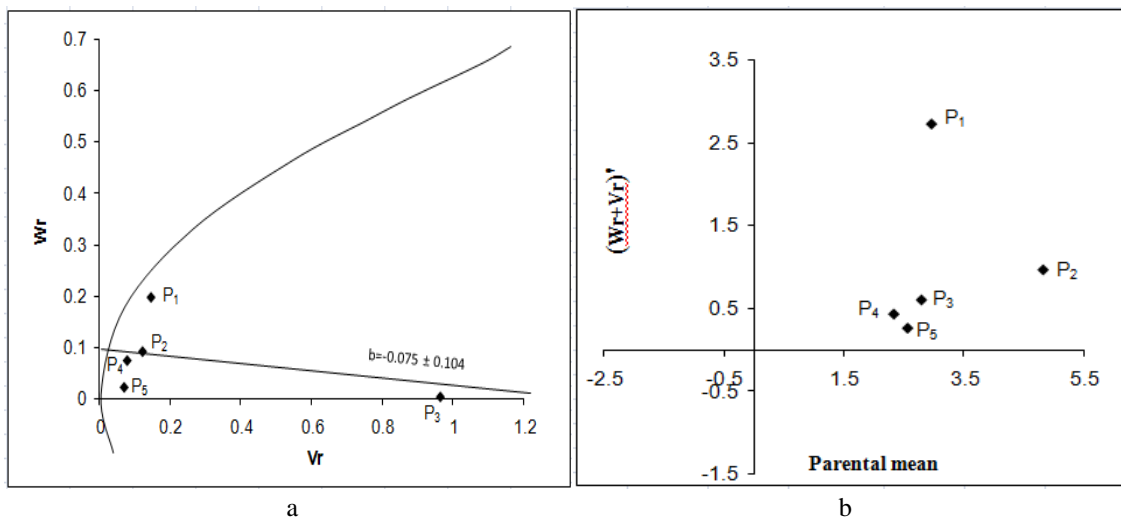 0.7
0.6
0.5
0.4
0.3
0.2
0.1
0
Wr
P1
P2
P4
P5
P3
b=-0.075 ± 0.104
0 0.2 0.4 0.6 0.8 1 1.2
Vr
a
3.5
2.5
1.5
0.5
-0.5
-1.5
(Wr+Vr)'
P1
P2
P3
P4
P5
-2.5 -0.5 1.5 3.5 5.5
Parental mean
b